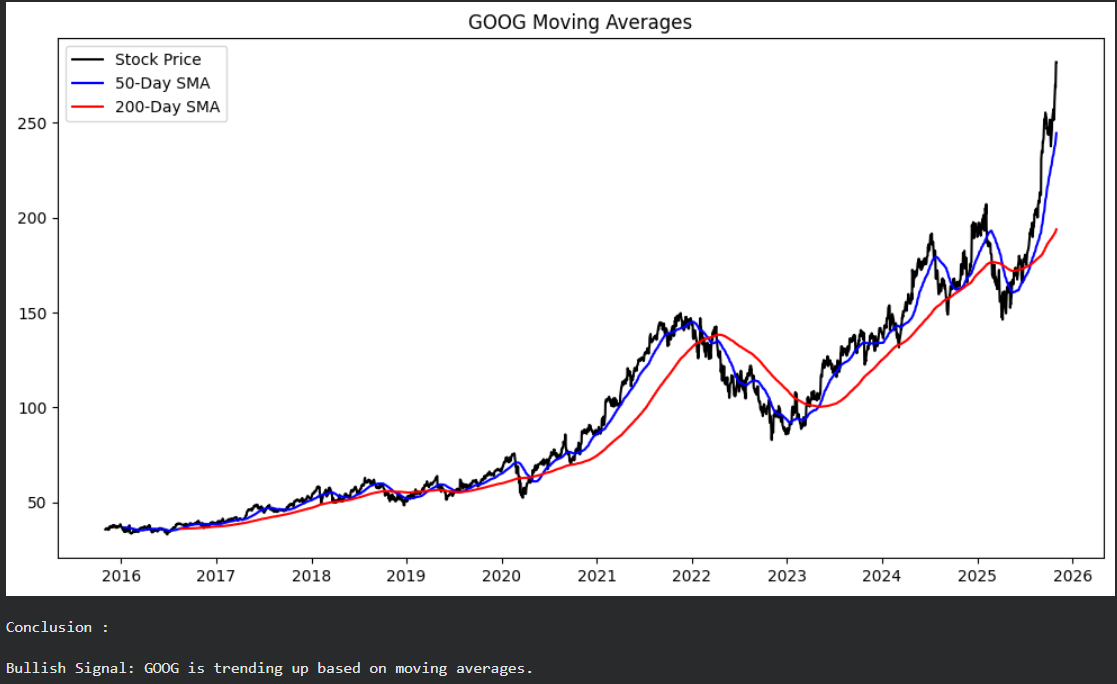 GOOG Moving Averages
Stock Price
50-Day SMA
200-Day SMA
250
200
150
100
50
2016 2017 2018 2019 2020 2021 2022 2023 2024 2025 2026
Conclusion :
Bullish Signal: GOOG is trending up based on moving averages.